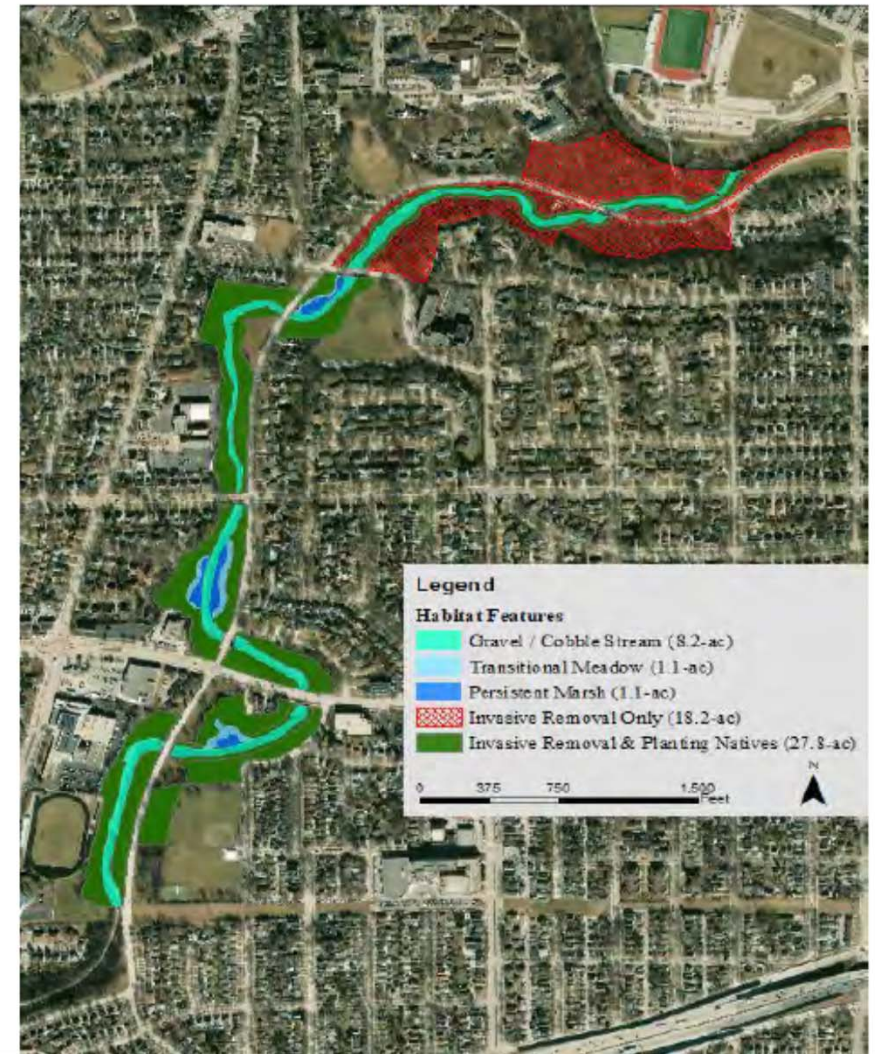 Legend
Habitat Features
Gravel / Cobble Stream (8.2-ac)
Transitional Meadow (1.1-ac)
Persistent Marsh (1.1-ac)
Invasive Removal Only (18.2-ac)
Invasive Removal & Planting Natives (27.8-ac)
N
0 375 750 1,500
Feet